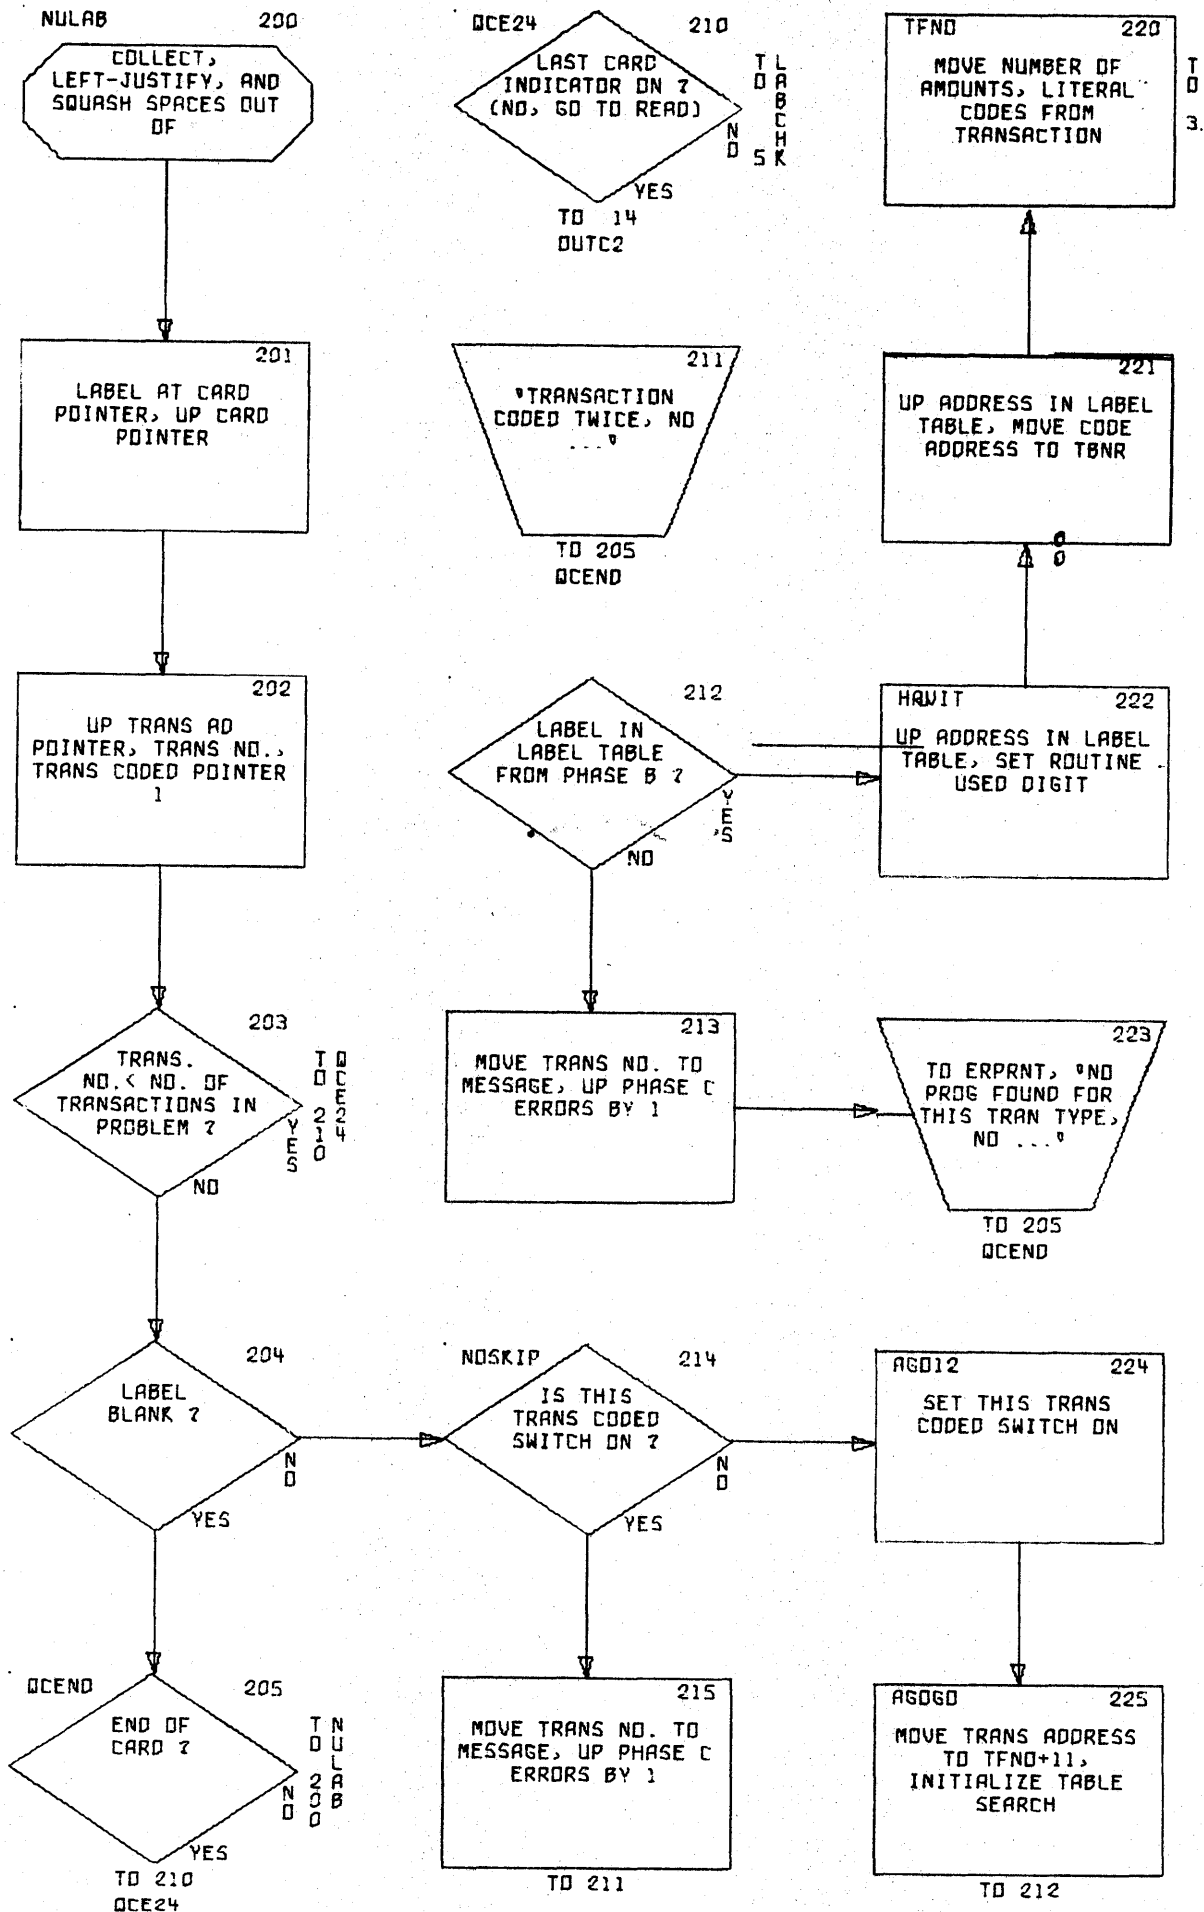 NULAB 200
COLLECT,
LEFT-JUSTIFY, AND
SQUASH SPACES OUT
OF
201
LABEL AT CARD
POINTER, UP CARD
POINTER
202
UP TRANS AD
POINTER, TRANS NO.,
TRANS CODED POINTER
1
203
TRANS.
NO.< NO. OF
TRANSACTIONS IN
PROBLEM ?
YES
TO 210
QCE24
NO
204
LABEL
BLANK ?
NO
YES
QCEND 205
END OF
CARD ?
NO
TO 200
NULAB
YES
TO 210
QCE24
QCE24 210
LAST CARD
INDICATOR ON ?
(NO, GO TO READ)
NO
TO 5
LABCHK
YES
TO 14
OUTC2
211
'TRANSACTION
CODED TWICE, NO
...'
TO 205
QCEND
212
LABEL IN
LABEL TABLE
FROM PHASE B ?
YES
NO
213
MOVE TRANS NO. TO
MESSAGE, UP PHASE C
ERRORS BY 1
NOSKIP 214
IS THIS
TRANS CODED
SWITCH ON ?
NO
YES
215
MOVE TRANS NO. TO
MESSAGE, UP PHASE C
ERRORS BY 1
TO 211
TFNO 220
MOVE NUMBER OF
AMOUNTS, LITERAL
CODES FROM
TRANSACTION
TO 3.
221
UP ADDRESS IN LABEL
TABLE, MOVE CODE
ADDRESS TO TBNR
HAVIT 222
UP ADDRESS IN LABEL
TABLE, SET ROUTINE
USED DIGIT
223
TO ERPRNT, 'NO
PROG FOUND FOR
THIS TRAN TYPE,
NO ...'
TO 205
QCEND
AGO12 224
SET THIS TRANS
CODED SWITCH ON
AGOGO 225
MOVE TRANS ADDRESS
TO TFNO+11,
INITIALIZE TABLE
SEARCH
TO 212